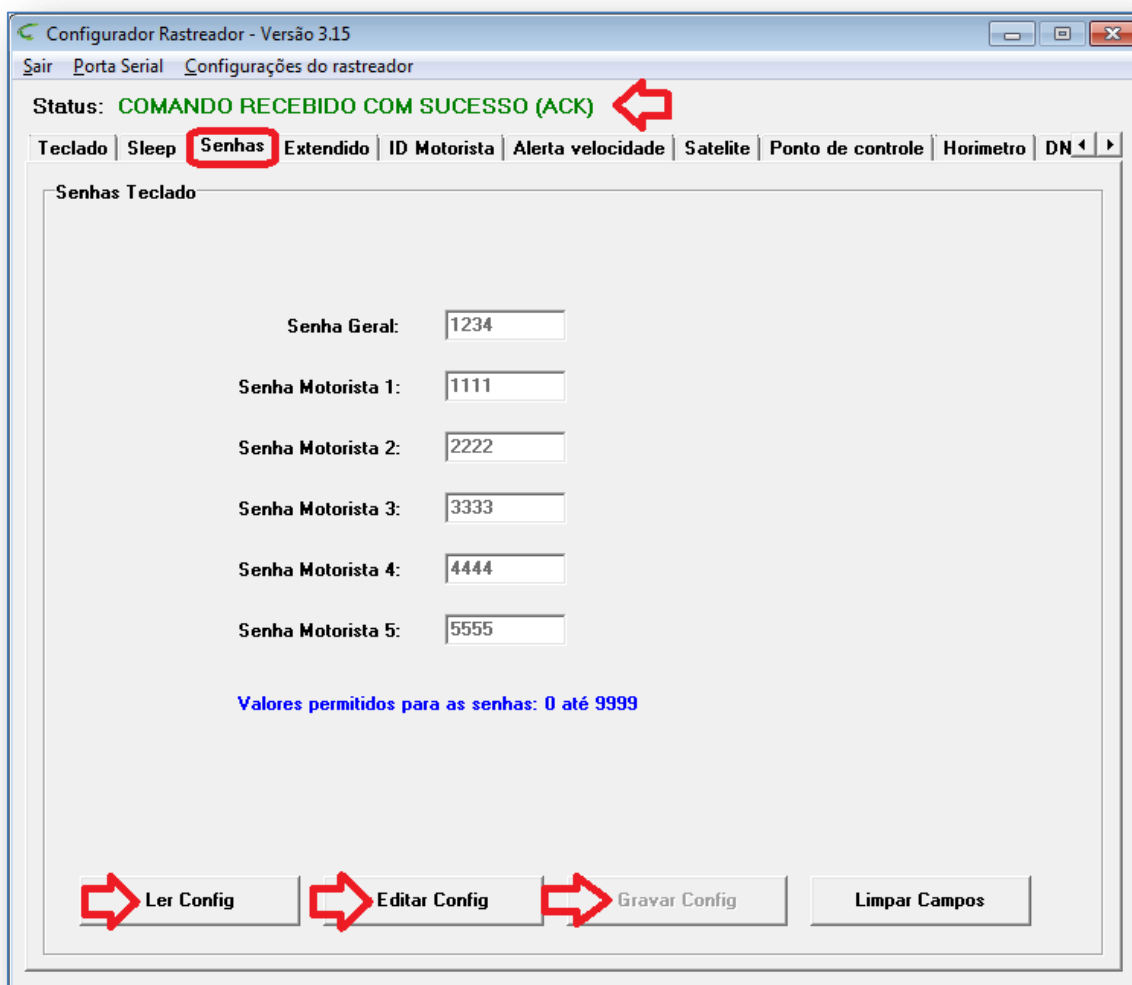 Configurador Rastreador - Versão 3.15
Sair Porta Serial Configurações do rastreador
Status: COMANDO RECEBIDO COM SUCESSO (ACK)
Teclado Sleep Senhas Extendido ID Motorista Alerta velocidade Satelite Ponto de controle Horimetro DN
Senhas Teclado
Senha Geral: 1234
Senha Motorista 1: 1111
Senha Motorista 2: 2222
Senha Motorista 3: 3333
Senha Motorista 4: 4444
Senha Motorista 5: 5555
Valores permitidos para as senhas: 0 até 9999
Ler Config Editar Config Gravar Config Limpar Campos